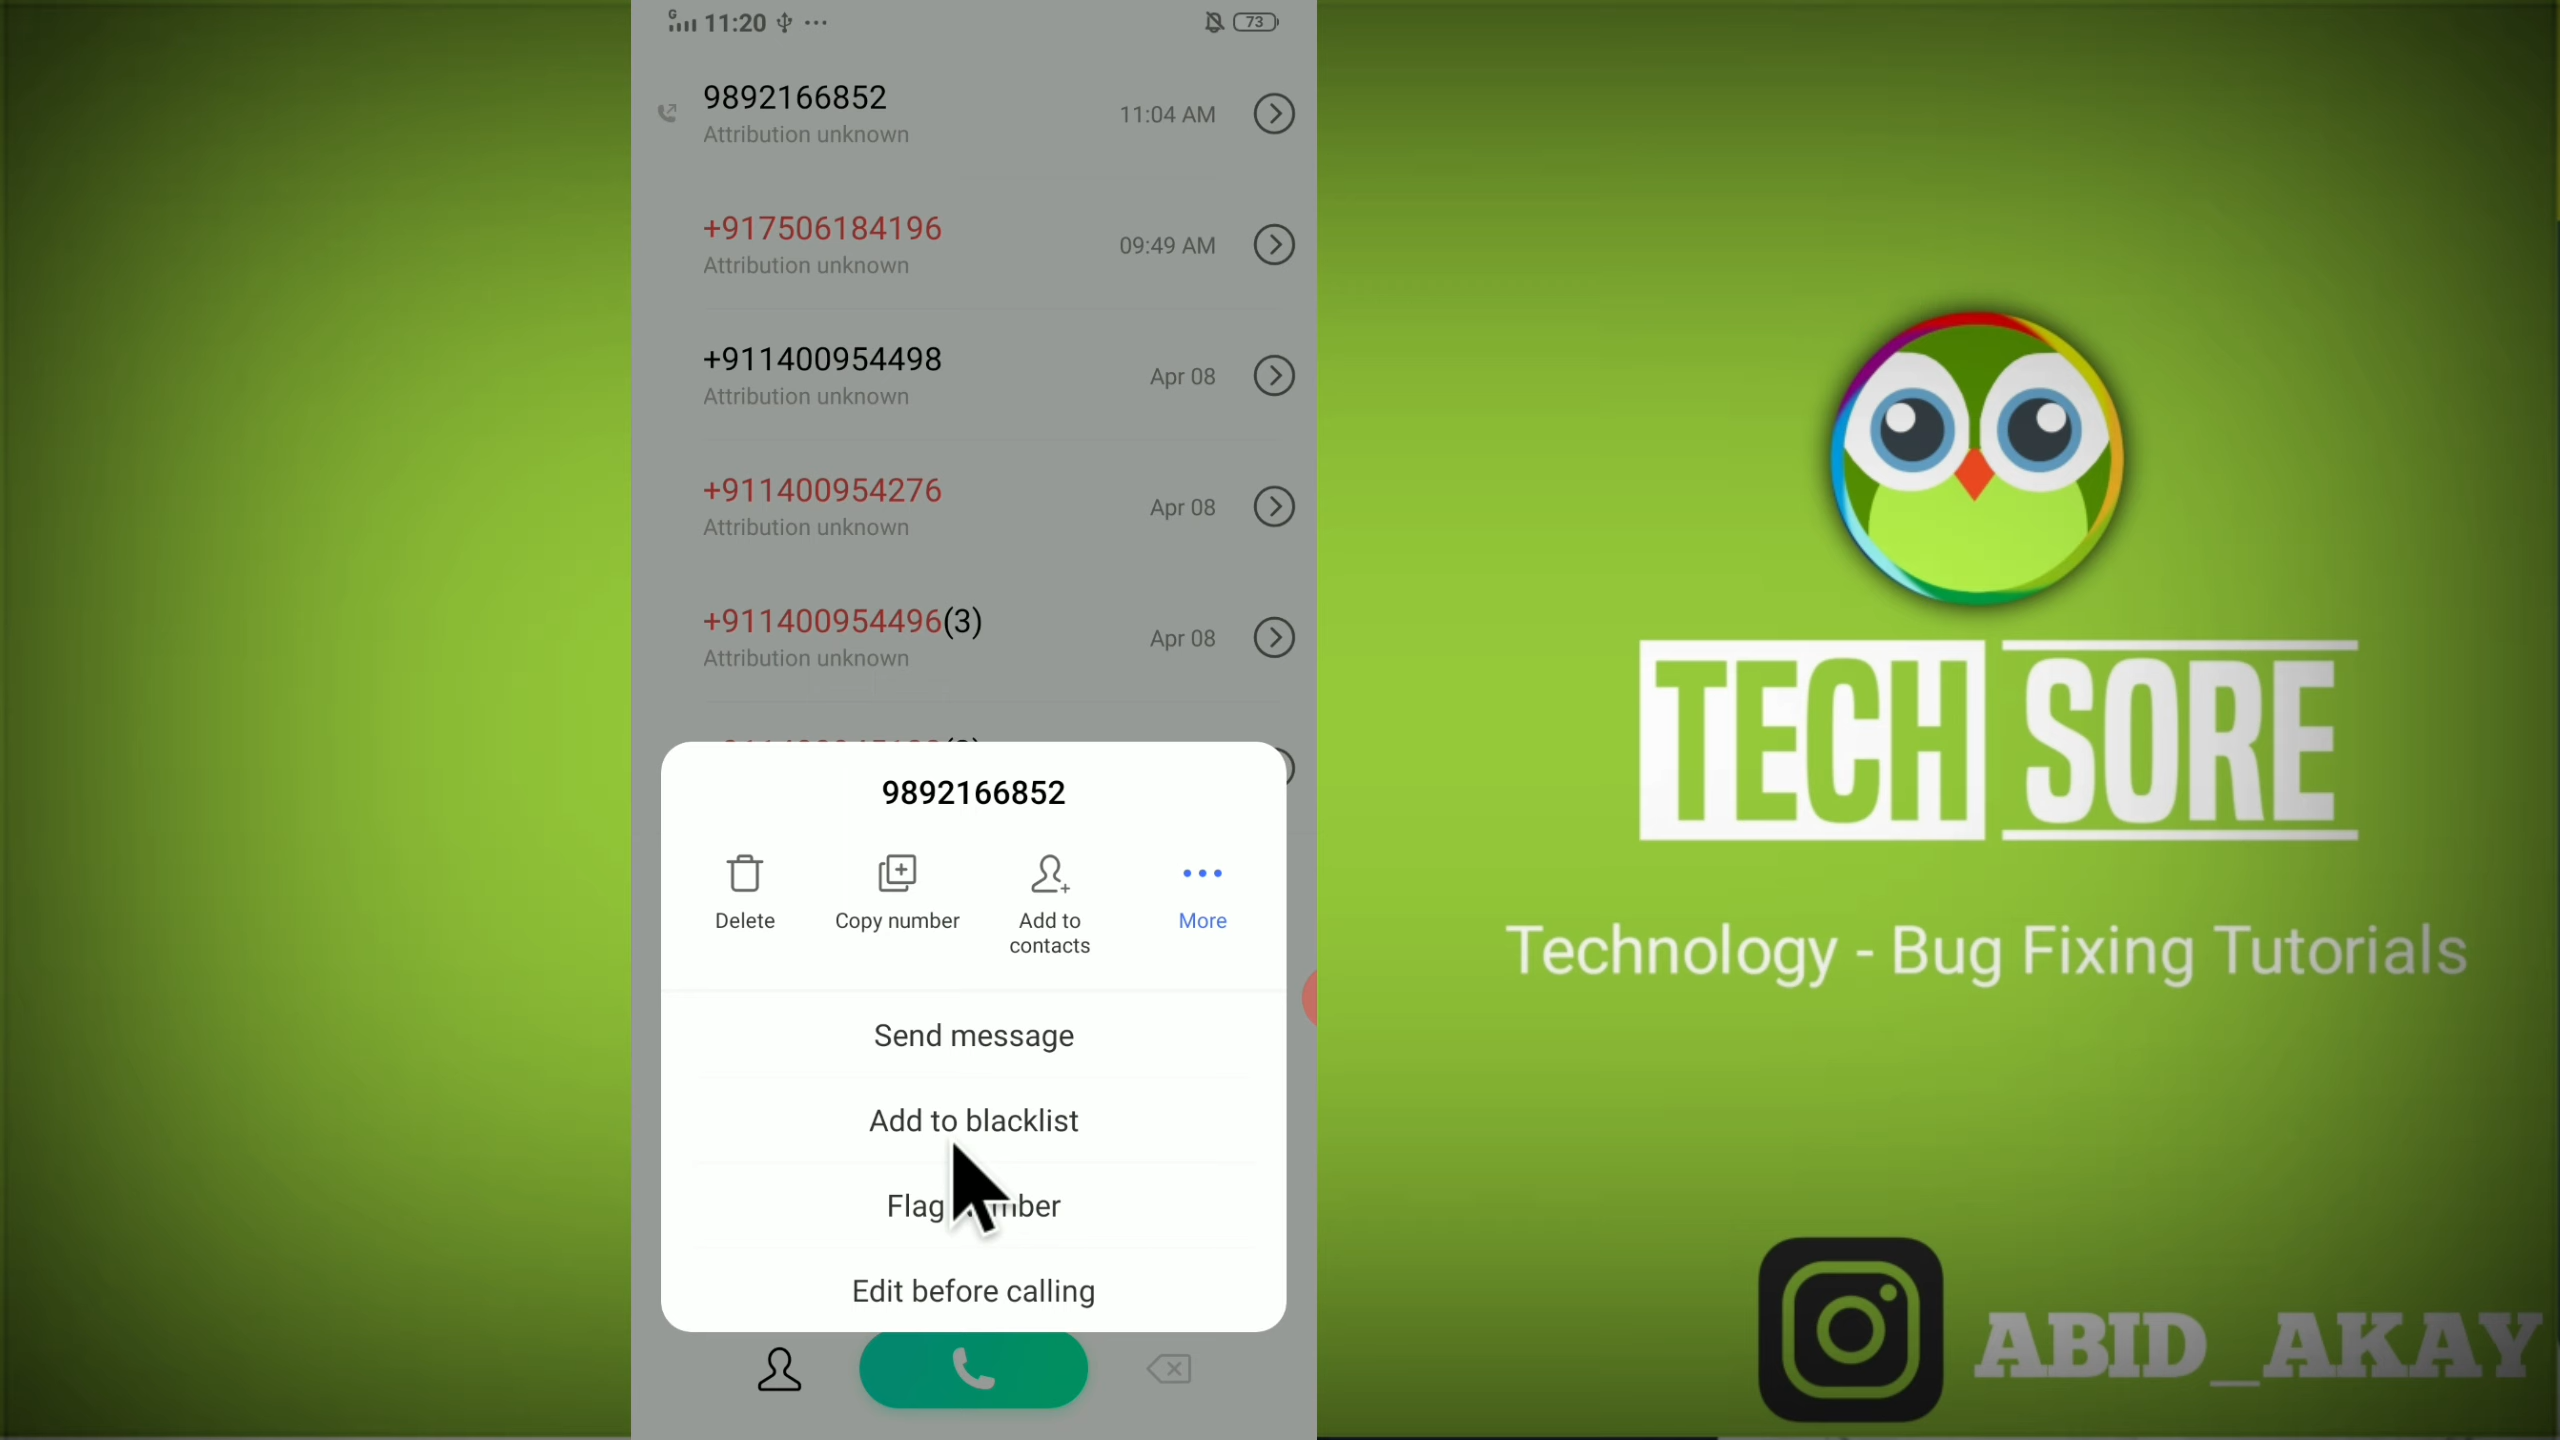 G 11:20 73
9892166852
Attribution unknown
11:04 AM
+917506184196
Attribution unknown
09:49 AM
+911400954498
Attribution unknown
Apr 08
+911400954276
Attribution unknown
Apr 08
+911400954496(3)
Attribution unknown
Apr 08
9892166852
Delete
Copy number
Add to
contacts
More
Send message
Add to blacklist
Flag
Edit before calling
TECH SORE
Technology - Bug Fixing Tutorials
ABID_AKAY